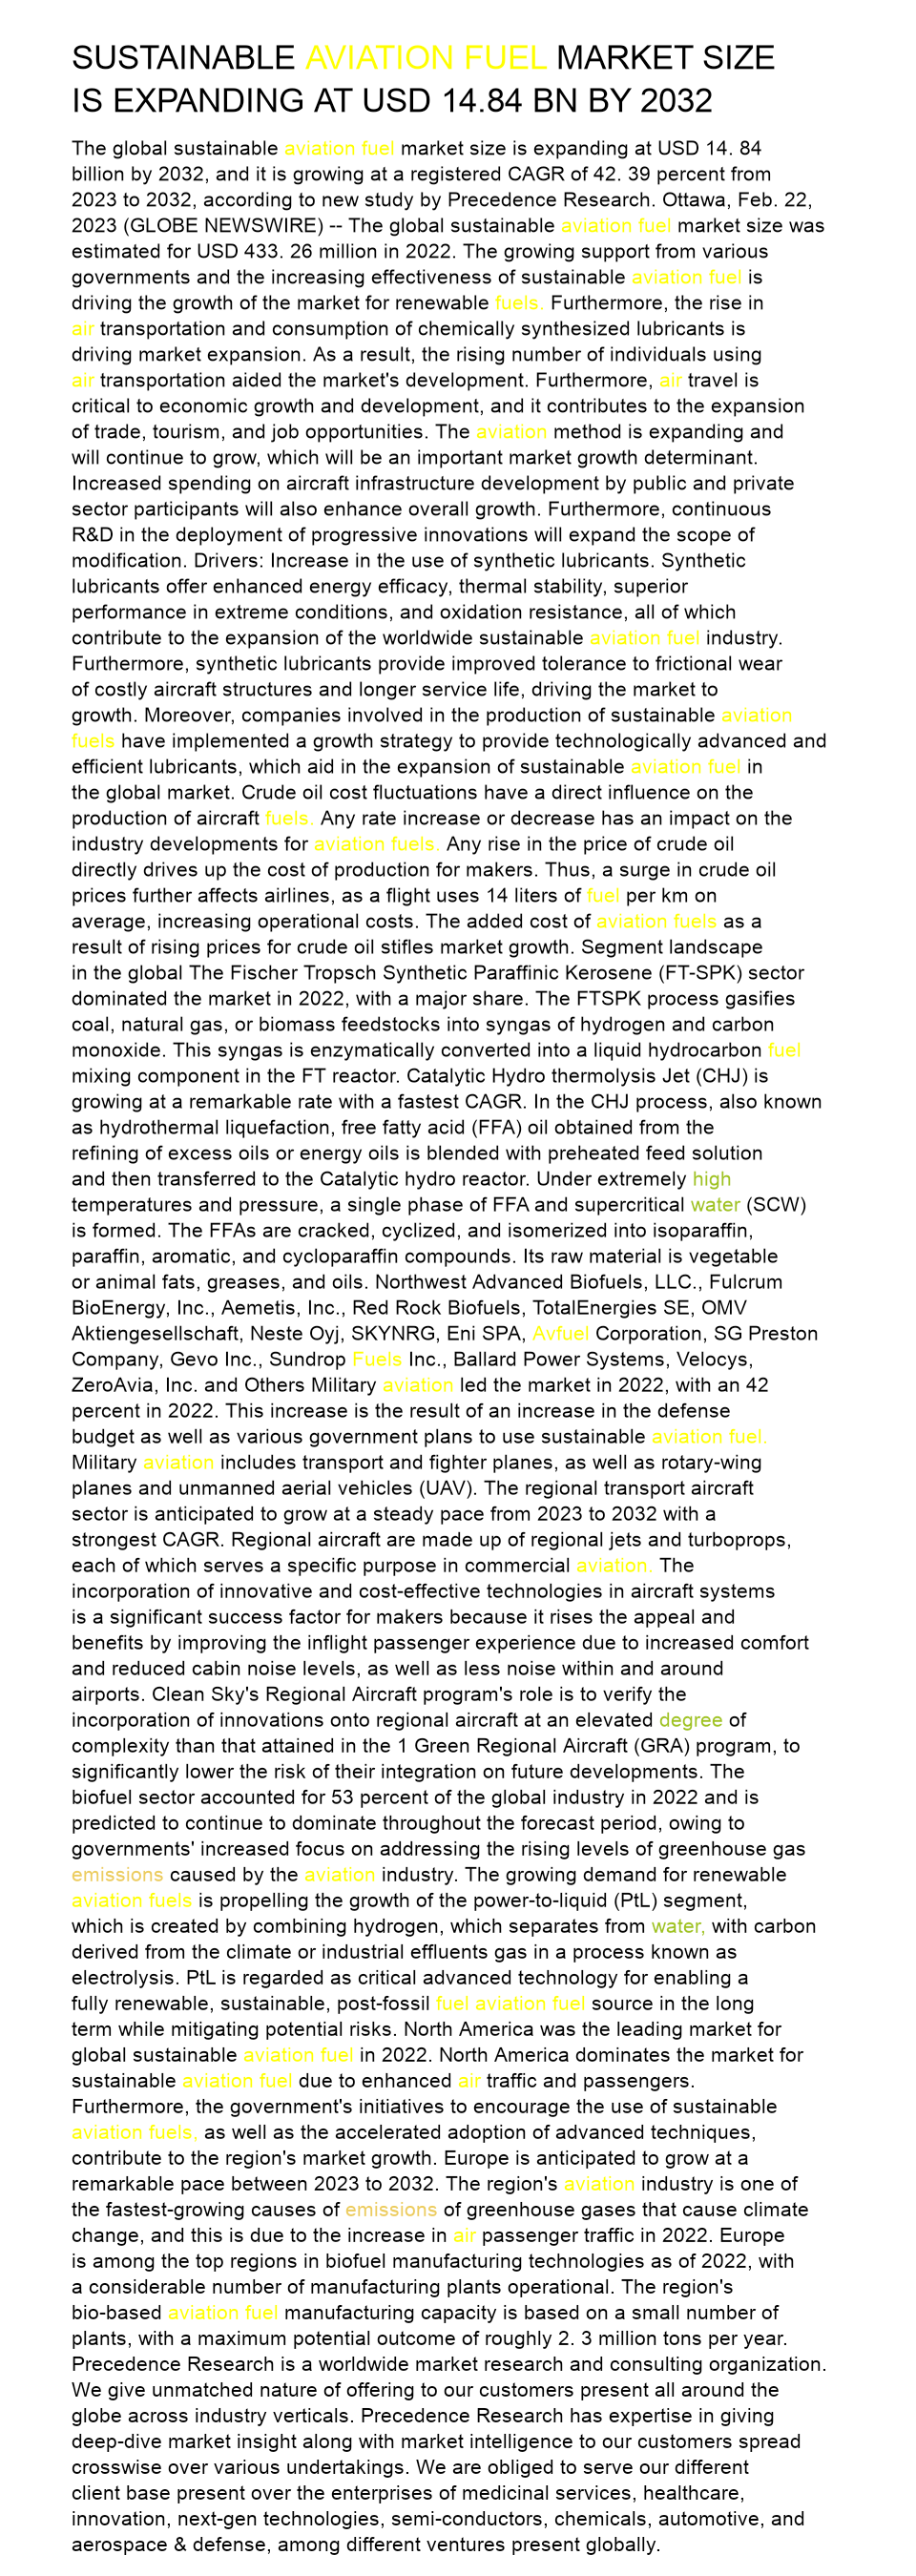 SUSTAINABLE AVIATION FUEL MARKET SIZE
IS EXPANDING AT USD 14.84 BN BY 2032
The global sustainable aviation fuel market size is expanding at USD 14. 84
billion by 2032, and it is growing at a registered CAGR of 42. 39 percent from
2023 to 2032, according to new study by Precedence Research. Ottawa, Feb. 22,
2023 (GLOBE NEWSWIRE) -- The global sustainable aviation fuel market size was
estimated for USD 433. 26 million in 2022. The growing support from various
governments and the increasing effectiveness of sustainable aviation fuel is
driving the growth of the market for renewable fuels. Furthermore, the rise in
air transportation and consumption of chemically synthesized lubricants is
driving market expansion. As a result, the rising number of individuals using
air transportation aided the market's development. Furthermore, air travel is
critical to economic growth and development, and it contributes to the expansion
of trade, tourism, and job opportunities. The aviation method is expanding and
will continue to grow, which will be an important market growth determinant.
Increased spending on aircraft infrastructure development by public and private
sector participants will also enhance overall growth. Furthermore, continuous
R&D in the deployment of progressive innovations will expand the scope of
modification. Drivers: Increase in the use of synthetic lubricants. Synthetic
lubricants offer enhanced energy efficacy, thermal stability, superior
performance in extreme conditions, and oxidation resistance, all of which
contribute to the expansion of the worldwide sustainable aviation fuel industry.
Furthermore, synthetic lubricants provide improved tolerance to frictional wear
of costly aircraft structures and longer service life, driving the market to
growth. Moreover, companies involved in the production of sustainable aviation
fuels have implemented a growth strategy to provide technologically advanced and
efficient lubricants, which aid in the expansion of sustainable aviation fuel in
the global market. Crude oil cost fluctuations have a direct influence on the
production of aircraft fuels. Any rate increase or decrease has an impact on the
industry developments for aviation fuels. Any rise in the price of crude oil
directly drives up the cost of production for makers. Thus, a surge in crude oil
prices further affects airlines, as a flight uses 14 liters of fuel per km on
average, increasing operational costs. The added cost of aviation fuels as a
result of rising prices for crude oil stifles market growth. Segment landscape
in the global The Fischer Tropsch Synthetic Paraffinic Kerosene (FT-SPK) sector
dominated the market in 2022, with a major share. The FTSPK process gasifies
coal, natural gas, or biomass feedstocks into syngas of hydrogen and carbon
monoxide. This syngas is enzymatically converted into a liquid hydrocarbon fuel
mixing component in the FT reactor. Catalytic Hydro thermolysis Jet (CHJ) is
growing at a remarkable rate with a fastest CAGR. In the CHJ process, also known
as hydrothermal liquefaction, free fatty acid (FFA) oil obtained from the
refining of excess oils or energy oils is blended with preheated feed solution
and then transferred to the Catalytic hydro reactor. Under extremely high
temperatures and pressure, a single phase of FFA and supercritical water (SCW)
is formed. The FFAs are cracked, cyclized, and isomerized into isoparaffin,
paraffin, aromatic, and cycloparaffin compounds. Its raw material is vegetable
or animal fats, greases, and oils. Northwest Advanced Biofuels, LLC., Fulcrum
BioEnergy, Inc., Aemetis, Inc., Red Rock Biofuels, TotalEnergies SE, OMV
Aktiengesellschaft, Neste Oyj, SKYNRG, Eni SPA, Avfuel Corporation, SG Preston
Company, Gevo Inc., Sundrop Fuels Inc., Ballard Power Systems, Velocys,
ZeroAvia, Inc. and Others Military aviation led the market in 2022, with an 42
percent in 2022. This increase is the result of an increase in the defense
budget as well as various government plans to use sustainable aviation fuel.
Military aviation includes transport and fighter planes, as well as rotary-wing
planes and unmanned aerial vehicles (UAV). The regional transport aircraft
sector is anticipated to grow at a steady pace from 2023 to 2032 with a
strongest CAGR. Regional aircraft are made up of regional jets and turboprops,
each of which serves a specific purpose in commercial aviation. The
incorporation of innovative and cost-effective technologies in aircraft systems
is a significant success factor for makers because it rises the appeal and
benefits by improving the inflight passenger experience due to increased comfort
and reduced cabin noise levels, as well as less noise within and around
airports. Clean Sky's Regional Aircraft program's role is to verify the
incorporation of innovations onto regional aircraft at an elevated degree of
complexity than that attained in the 1 Green Regional Aircraft (GRA) program, to
significantly lower the risk of their integration on future developments. The
biofuel sector accounted for 53 percent of the global industry in 2022 and is
predicted to continue to dominate throughout the forecast period, owing to
governments' increased focus on addressing the rising levels of greenhouse gas
emissions caused by the aviation industry. The growing demand for renewable
aviation fuels is propelling the growth of the power-to-liquid (PtL) segment,
which is created by combining hydrogen, which separates from water, with carbon
derived from the climate or industrial effluents gas in a process known as
electrolysis. PtL is regarded as critical advanced technology for enabling a
fully renewable, sustainable, post-fossil fuel aviation fuel source in the long
term while mitigating potential risks. North America was the leading market for
global sustainable aviation fuel in 2022. North America dominates the market for
sustainable aviation fuel due to enhanced air traffic and passengers.
Furthermore, the government's initiatives to encourage the use of sustainable
aviation fuels, as well as the accelerated adoption of advanced techniques,
contribute to the region's market growth. Europe is anticipated to grow at a
remarkable pace between 2023 to 2032. The region's aviation industry is one of
the fastest-growing causes of emissions of greenhouse gases that cause climate
change, and this is due to the increase in air passenger traffic in 2022. Europe
is among the top regions in biofuel manufacturing technologies as of 2022, with
a considerable number of manufacturing plants operational. The region's
bio-based aviation fuel manufacturing capacity is based on a small number of
plants, with a maximum potential outcome of roughly 2. 3 million tons per year.
Precedence Research is a worldwide market research and consulting organization.
We give unmatched nature of offering to our customers present all around the
globe across industry verticals. Precedence Research has expertise in giving
deep-dive market insight along with market intelligence to our customers spread
crosswise over various undertakings. We are obliged to serve our different
client base present over the enterprises of medicinal services, healthcare,
innovation, next-gen technologies, semi-conductors, chemicals, automotive, and
aerospace & defense, among different ventures present globally.